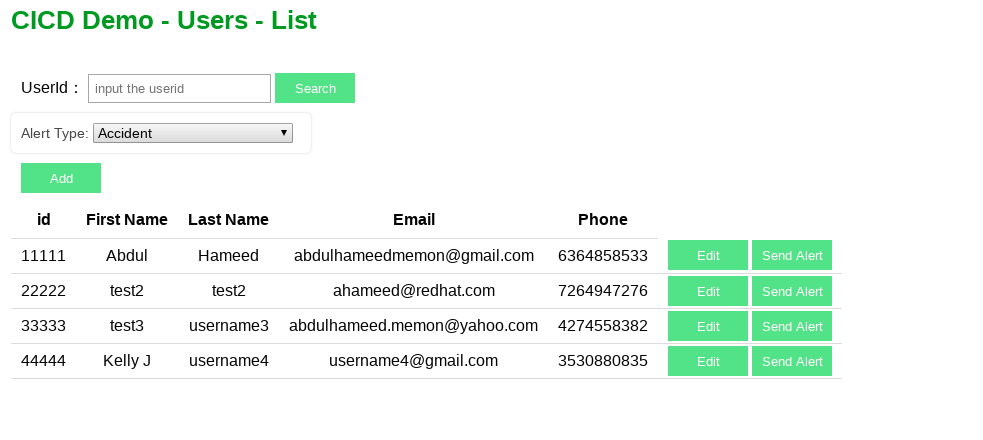 CICD Demo - Users - List
UserId： input the userid Search
Alert Type: Accident
Add
id First Name Last Name Email Phone
11111 Abdul Hameed abdulhameedmemon@gmail.com 6364858533 Edit Send Alert
22222 test2 test2 ahameed@redhat.com 7264947276 Edit Send Alert
33333 test3 username3 abdulhameed.memon@yahoo.com 4274558382 Edit Send Alert
44444 Kelly J username4 username4@gmail.com 3530880835 Edit Send Alert